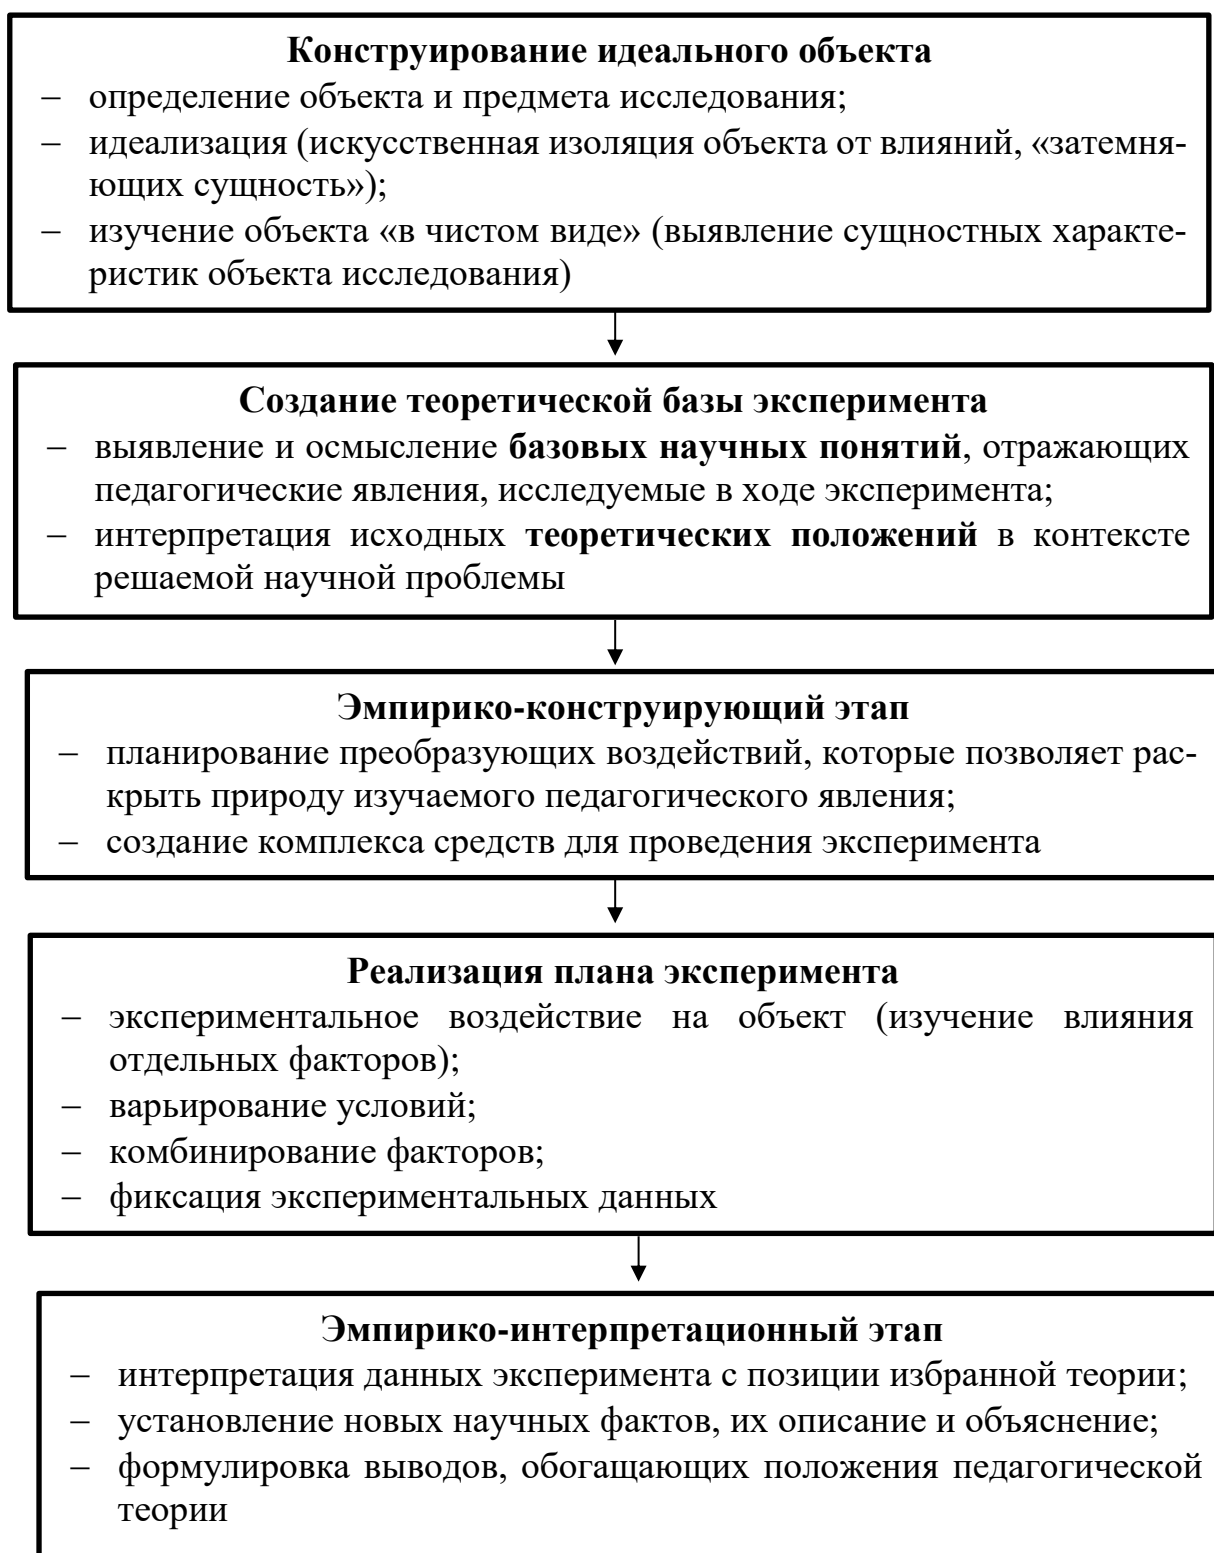 Конструирование идеального объекта
– определение объекта и предмета исследования;
– идеализация (искусственная изоляция объекта от влияний, «затемня-
ющих сущность»);
– изучение объекта «в чистом виде» (выявление сущностных характе-
ристик объекта исследования)
Создание теоретической базы эксперимента
– выявление и осмысление базовых научных понятий, отражающих
педагогические явления, исследуемые в ходе эксперимента;
– интерпретация исходных теоретических положений в контексте
решаемой научной проблемы
Эмпирико-конструирующий этап
– планирование преобразующих воздействий, которые позволяет рас-
крыть природу изучаемого педагогического явления;
– создание комплекса средств для проведения эксперимента
Реализация плана эксперимента
– экспериментальное воздействие на объект (изучение влияния
отдельных факторов);
– варьирование условий;
– комбинирование факторов;
– фиксация экспериментальных данных
Эмпирико-интерпретационный этап
– интерпретация данных эксперимента с позиции избранной теории;
– установление новых научных фактов, их описание и объяснение;
– формулировка выводов, обогащающих положения педагогической
теории